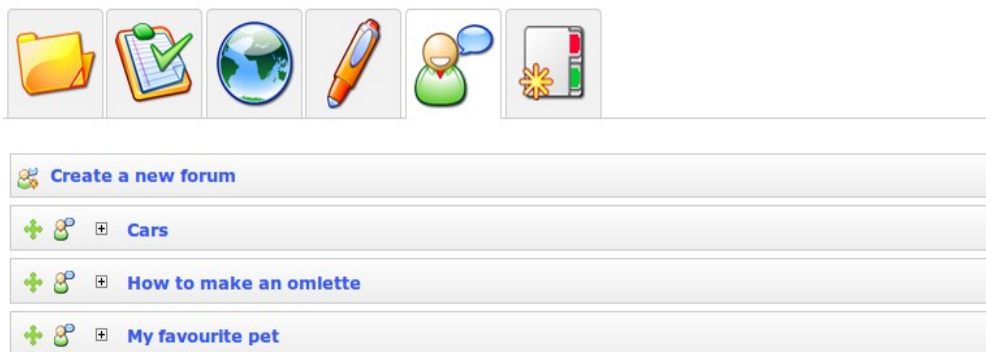 Create a new forum
Cars
How to make an omlette
My favourite pet